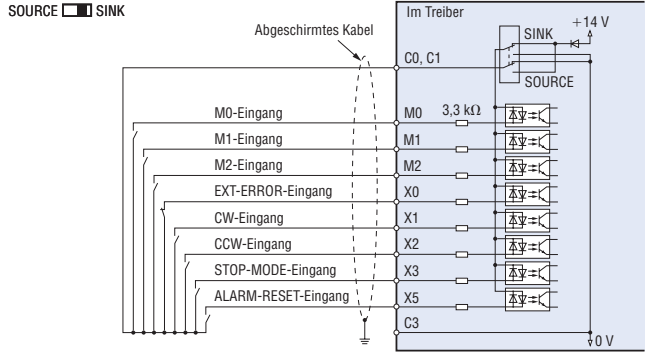 SOURCE SINK
Im Treiber
+14 V
Abgeschirmtes Kabel
SINK
C0, C1
SOURCE
M0-Eingang M0 3,3 kΩ
M1-Eingang M1
M2-Eingang M2
EXT-ERROR-Eingang X0
CW-Eingang X1
CCW-Eingang X2
STOP-MODE-Eingang X3
ALARM-RESET-Eingang X5
C3
0 V